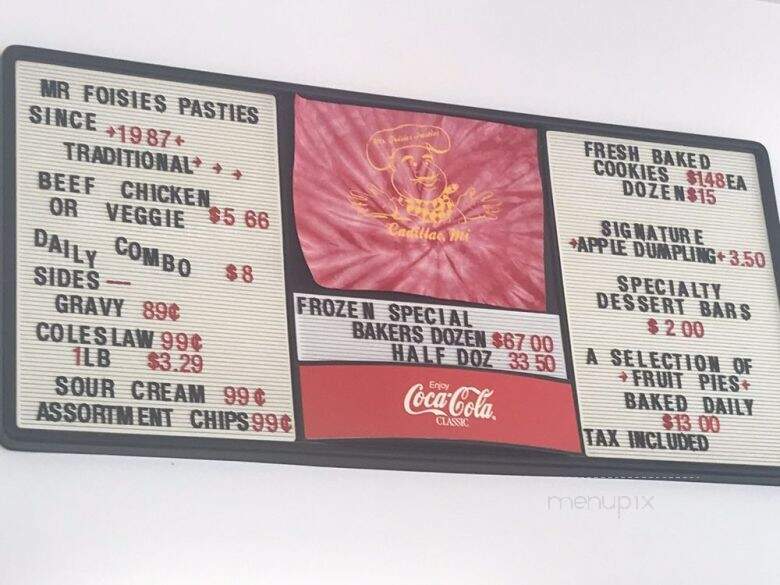 MR FOISIES PASTIES
SINCE +1987+
TRADITIONAL+ + +
BEEF CHICKEN
OR VEGGIE $5 66
DAILY COMBO $8
SIDES—
GRAVY 89¢
COLESLAW 99¢
1LB $3.29
SOUR CREAM 99¢
ASSORTMENT CHIPS 99¢
Mr Foisies Pasties
Cadillac, Mi
FROZEN SPECIAL
BAKERS DOZEN $67 00
HALF DOZ 33 50
Enjoy
Coca-Cola
CLASSIC
FRESH BAKED
COOKIES $148EA
DOZEN$15
SIGNATURE
+APPLE DUMPLING+ 3.50
SPECIALTY
DESSERT BARS
$2 00
A SELECTION OF
+FRUIT PIES+
BAKED DAILY
$13 00
TAX INCLUDED
menupix